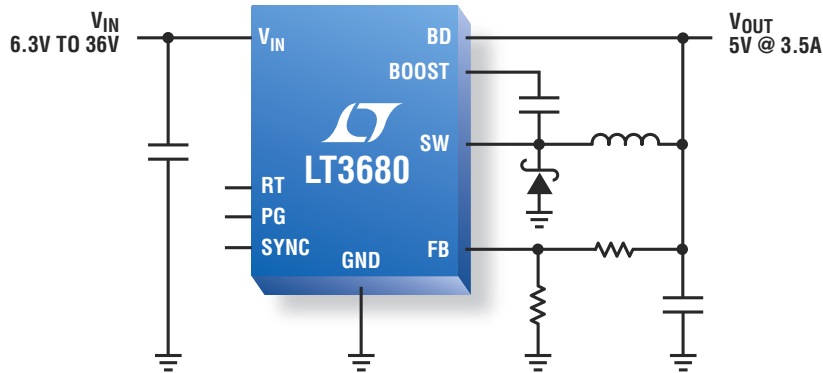 VIN
6.3V TO 36V
VIN
BD
BOOST
SW
LT3680
RT
PG
SYNC
GND
FB
VOUT
5V @ 3.5A